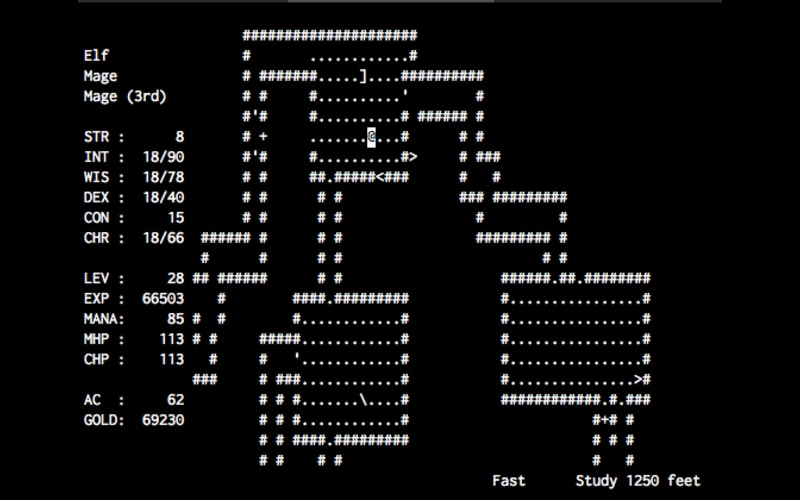 Elf
Mage
Mage (3rd)
STR : 8
INT : 18/90
WIS : 18/78
DEX : 18/40
CON : 15
CHR : 18/66
LEV : 28
EXP : 66503
MANA: 85
MHP : 113
CHP : 113
AC : 62
GOLD: 69230
Fast Study 1250 feet